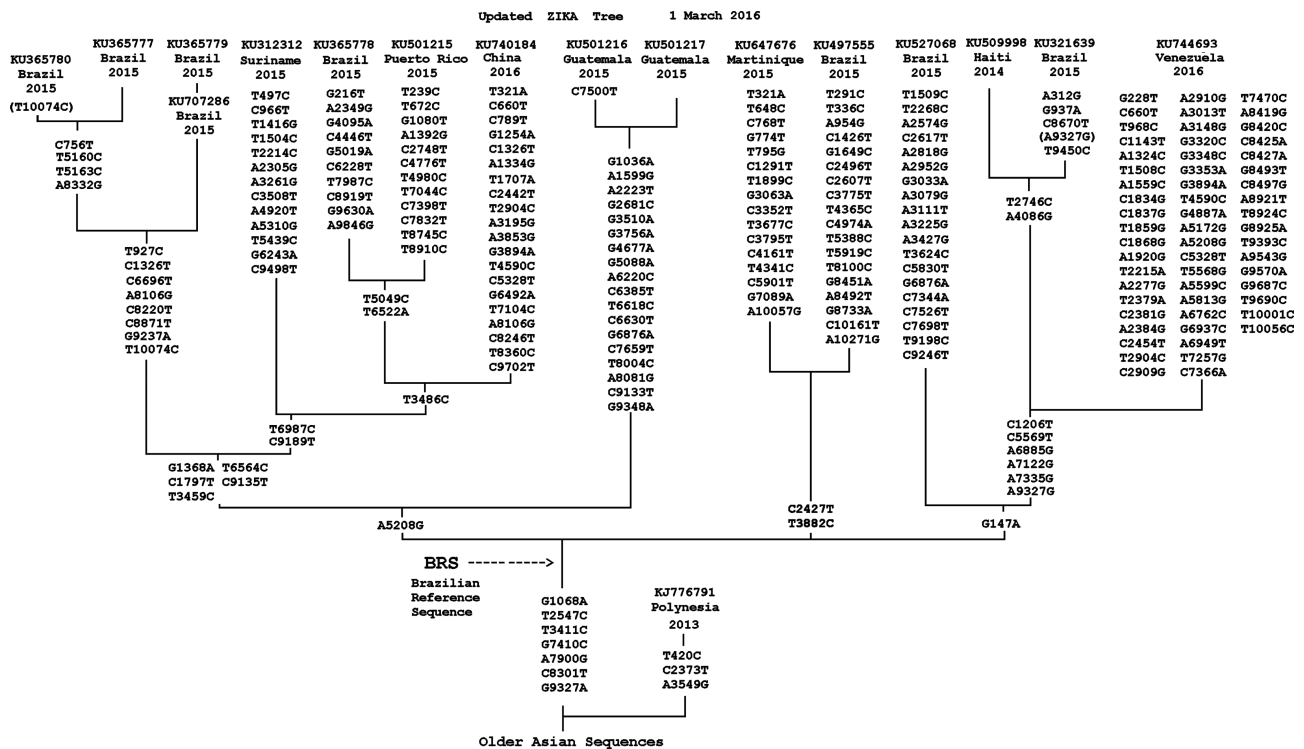 Updated ZIKA Tree 1 March 2016
KU365780
Brazil
2015
(T10074C)
KU365777
Brazil
2015
KU365779
Brazil
2015
KU707286
Brazil
2015
KU312312
Suriname
2015
T497C
C966T
T1416G
T1504C
T2214C
A2305G
A3261G
C3508T
A4920T
A5310G
T5439C
G6243A
C9498T
KU365778
Brazil
2015
G216T
A2349G
G4095A
C4446T
G5019A
C6228T
T7987C
C8919T
G9630A
A9846G
KU501215
Puerto Rico
2015
T239C
T672C
G1080T
A1392G
C2748T
C4776T
T4980C
T7044C
C7398T
C7832T
T8745C
T8910C
KU740184
China
2016
T321A
C660T
C789T
G1254A
C1326T
A1334G
T1707A
C2442T
T2904C
A3195G
A3853G
G3894A
T4590C
C5328T
G6492A
T7104C
A8106G
C8246T
T8360C
C9702T
KU501216
Guatemala
2015
C7500T
KU501217
Guatemala
2015
KU647676
Martinique
2015
T321A
T648C
C768T
G774T
T795G
C1291T
T1899C
G3063A
C3352T
T3677C
C3795T
C4161T
T4341C
C5901T
G7089A
A10057G
KU497555
Brazil
2015
T291C
T336C
A954G
C1426T
G1649C
C2496T
C2607T
C3775T
T4365C
C4974A
T5388C
T5919C
T8100C
G8451A
A8492T
G8733A
C10161T
A10271G
KU527068
Brazil
2015
T1509C
T2268C
A2574G
C2617T
A2818G
A2952G
G3033A
A3079G
A3111T
A3225G
A3427G
T3624C
C5830T
G6876A
C7344A
C7526T
C7698T
T9198C
C9246T
KU509998
Haiti
2014
KU321639
Brazil
2015
A312G
G937A
C8670T
(A9327G)
T9450C
KU744693
Venezuela
2016
G228T A2910G T7470C
C660T A3013T A8419G
T968C A3148G G8420C
C1143T G3320C C8425A
A1324C G3348C C8427A
T1508C G3353A G8493T
A1559C G3894A C8497G
C1834G T4590C A8921T
C1837G G4887A T8924C
T1859G A5172G G8925A
C1868G A5208G T9393C
A1920G C5328T A9543G
T2215A T5568G G9570A
A2277G A5599C G9687C
T2379A A5813G T9690C
C2381G A6762C T10001C
A2384G G6937C T10056C
C2454T A6949T
T2904C T7257G
C2909G C7366A
C756T
T5160C
T5163C
A8332G
T927C
C1326T
C6696T
A8106G
C8220T
C8871T
G9237A
T10074C
T5049C
T6522A
T3486C
T6987C
C9189T
G1368A T6564C
C1797T C9135T
T3459C
G1036A
A1599G
A2223T
G2681C
G3510A
G3756A
G4677A
G5088A
A6220C
C6385T
T6618C
C6630T
G6876A
C7659T
T8004C
A8081G
C9133T
G9348A
T2746C
A4086G
C1206T
C5569T
A6885G
A7122G
A7335G
A9327G
A5208G
C2427T
T3882C
G147A
BRS ---->
Brazilian
Reference
Sequence
G1068A
T2547C
T3411C
G7410C
A7900G
C8301T
G9327A
KJ776791
Polynesia
2013
T420C
C2373T
A3549G
Older Asian Sequences